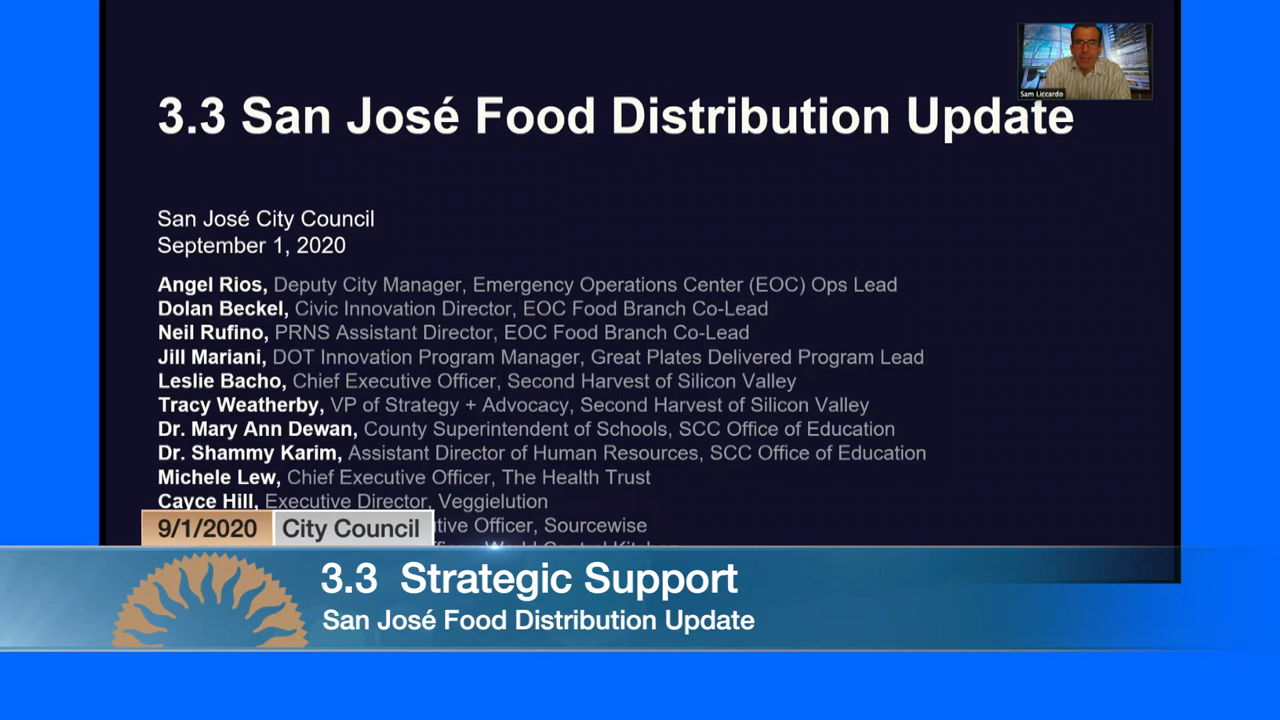 Sam Liccardo
3.3 San José Food Distribution Update
San José City Council
September 1, 2020
Angel Rios, Deputy City Manager, Emergency Operations Center (EOC) Ops Lead
Dolan Beckel, Civic Innovation Director, EOC Food Branch Co-Lead
Neil Rufino, PRNS Assistant Director, EOC Food Branch Co-Lead
Jill Mariani, DOT Innovation Program Manager, Great Plates Delivered Program Lead
Leslie Bacho, Chief Executive Officer, Second Harvest of Silicon Valley
Tracy Weatherby, VP of Strategy + Advocacy, Second Harvest of Silicon Valley
Dr. Mary Ann Dewan, County Superintendent of Schools, SCC Office of Education
Dr. Shammy Karim, Assistant Director of Human Resources, SCC Office of Education
Michele Lew, Chief Executive Officer, The Health Trust
Cayce Hill, Executive Director, Veggielution
tive Officer, Sourcewise
9/1/2020 City Council
3.3 Strategic Support
San José Food Distribution Update